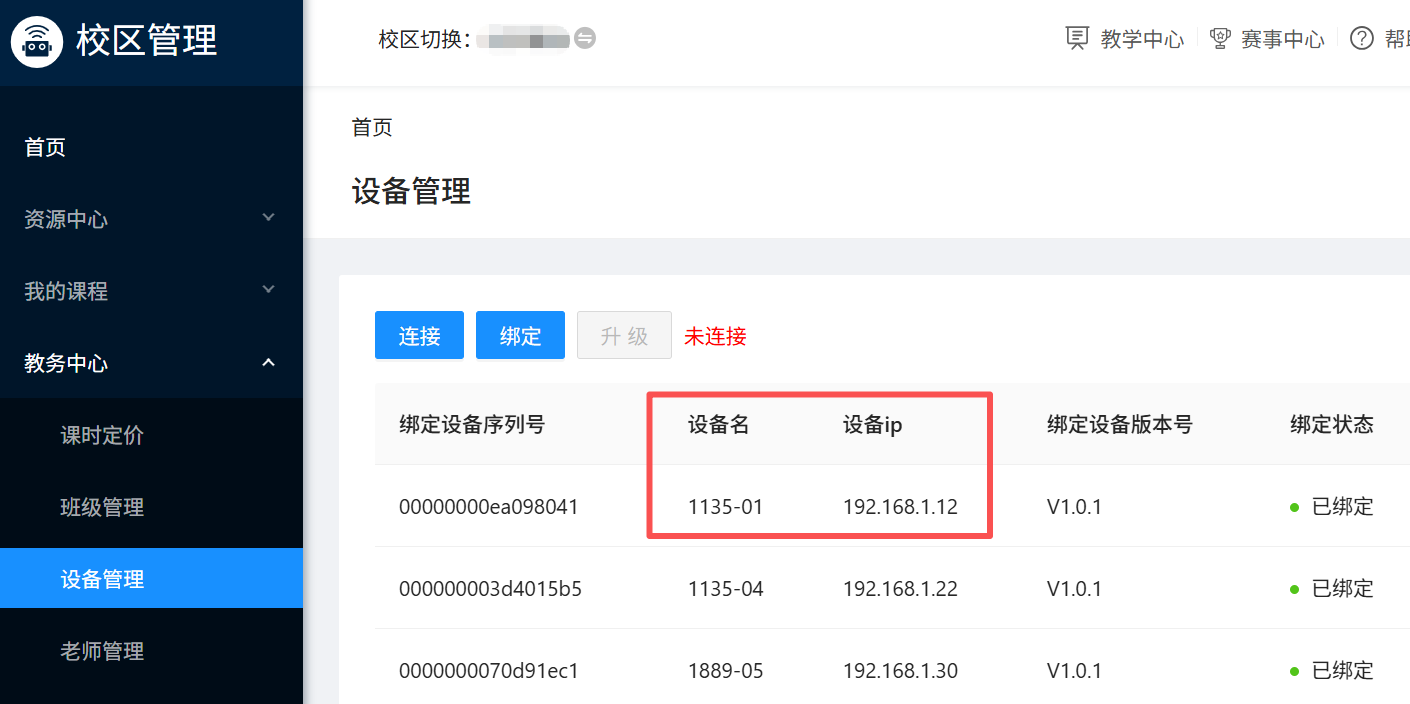 校区管理
校区切换：
教学中心
赛事中心
首页
资源中心
我的课程
教务中心
课时定价
班级管理
设备管理
老师管理
首页
设备管理
连接 绑定 升 级 未连接
绑定设备序列号 设备名 设备ip 绑定设备版本号 绑定状态
00000000ea098041 1135-01 192.168.1.12 V1.0.1 已绑定
000000003d4015b5 1135-04 192.168.1.22 V1.0.1 已绑定
0000000070d91ec1 1889-05 192.168.1.30 V1.0.1 已绑定